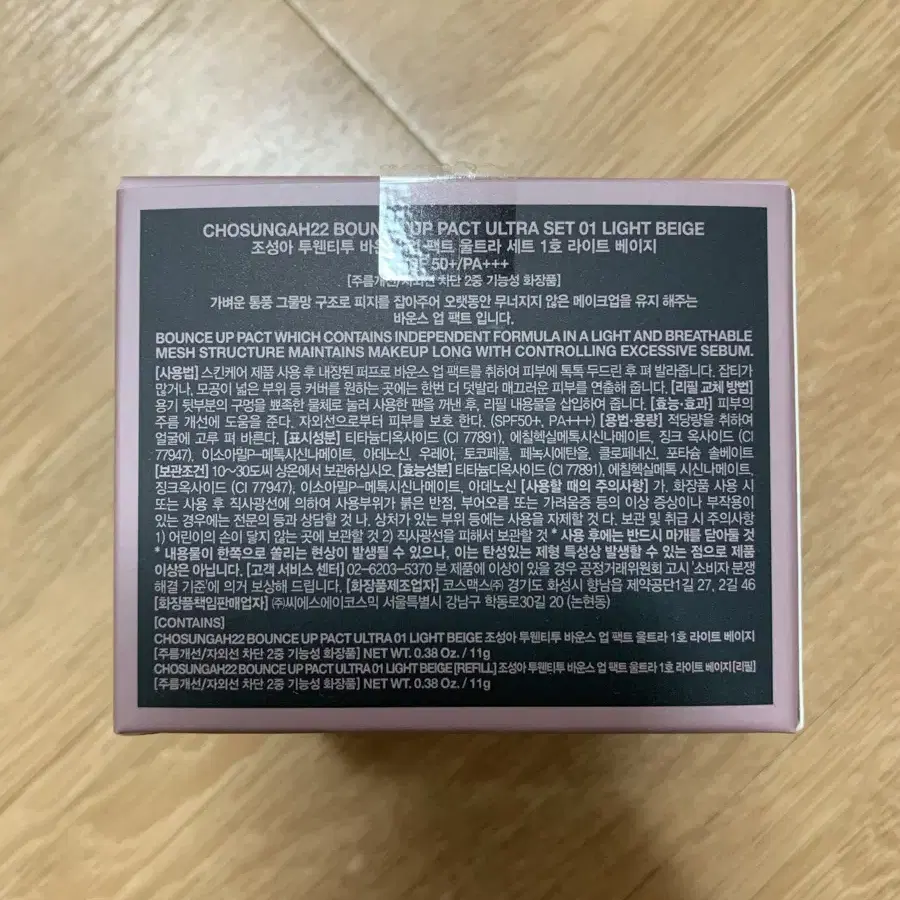 CHOSUNGAH22 BOUNCE UP PACT ULTRA SET 01 LIGHT BEIGE
조성아 투웬티투 바운스 업 팩트 울트라 세트 1호 라이트 베이지
50+/PA+++
[주름개선/자외선 차단 2중 기능성 화장품]
가벼운 통풍 그물망 구조로 피지를 잡아주어 오랫동안 무너지지 않은 메이크업을 유지 해주는
바운스 업 팩트 입니다.
BOUNCE UP PACT WHICH CONTAINS INDEPENDENT FORMULA IN A LIGHT AND BREATHABLE
MESH STRUCTURE MAINTAINS MAKEUP LONG WITH CONTROLLING EXCESSIVE SEBUM.
[사용법] 스킨케어 제품 사용 후 내장된 퍼프로 바운스 업 팩트를 취하여 피부에 톡톡 두드린 후 펴 발라줍니다. 잡티가
많거나, 모공이 넓은 부위 등 커버를 원하는 곳에는 한번 더 덧발라 매끄러운 피부를 연출해 줍니다. [리필 교체 방법]
용기 뒷부분의 구멍을 뾰족한 물체로 눌러 사용한 팬을 꺼낸 후, 리필 내용물을 삽입하여 줍니다. [효능·효과] 피부의
주름 개선에 도움을 준다. 자외선으로부터 피부를 보호 한다. (SPF50+, PA+++) [용법·용량] 적당량을 취하여
얼굴에 고루 펴 바른다. [표시성분] 티타늄디옥사이드 (CI 77891), 에칠헥실메톡시신나메이트, 징크 옥사이드 (CI
77947), 이소아밀P-메톡시신나메이트, 아데노신, 우레아, 토코페롤, 페녹시에탄올, 클로페네신, 포타슘 솔베이트
[보관조건] 10~30도씨 상온에서 보관하십시오. [효능성분] 티타늄디옥사이드 (CI 77891), 에칠헥실메톡시 시신나메이트,
징크옥사이드 (CI 77947), 이소아밀P-메톡시신나메이트, 아데노신 [사용할 때의 주의사항] 가. 화장품 사용 시
또는 사용 후 직사광선에 의하여 사용부위가 붉은 반점, 부어오름 또는 가려움증 등의 이상 증상이나 부작용이
있는 경우에는 전문의 등과 상담할 것 나. 상처가 있는 부위 등에는 사용을 자제할 것 다. 보관 및 취급 시 주의사항
1) 어린이의 손이 닿지 않는 곳에 보관할 것 2) 직사광선을 피해서 보관할 것 * 사용 후에는 반드시 마개를 닫아둘 것
* 내용물이 한쪽으로 쏠리는 현상이 발생될 수 있으나, 이는 탄성있는 제형 특성상 발생할 수 있는 점으로 제품
이상은 아닙니다. [고객 서비스 센터] 02-6203-5370 본 제품에 이상이 있을 경우 공정거래위원회 고시 '소비자 분쟁
해결 기준'에 의거 보상해 드립니다. [화장품제조업자] 코스맥스㈜ 경기도 화성시 향남읍 제약공단1길 27, 2길 46
[화장품책임판매업자] ㈜씨에스에이코스믹 서울특별시 강남구 학동로30길 20 (논현동)
[CONTAINS]
CHOSUNGAH22 BOUNCE UP PACT ULTRA 01 LIGHT BEIGE 조성아 투웬티투 바운스 업 팩트 울트라 1호 라이트 베이지
[주름개선/자외선 차단 2중 기능성 화장품] NET WT. 0.38 Oz. / 11g
CHOSUNGAH22 BOUNCE UP PACT ULTRA 01 LIGHT BEIGE [REFILL] 조성아 투웬티투 바운스 업 팩트 울트라 1호 라이트 베이지 [리필]
[주름개선/자외선 차단 2중 기능성 화장품] NET WT. 0.38 Oz. / 11g